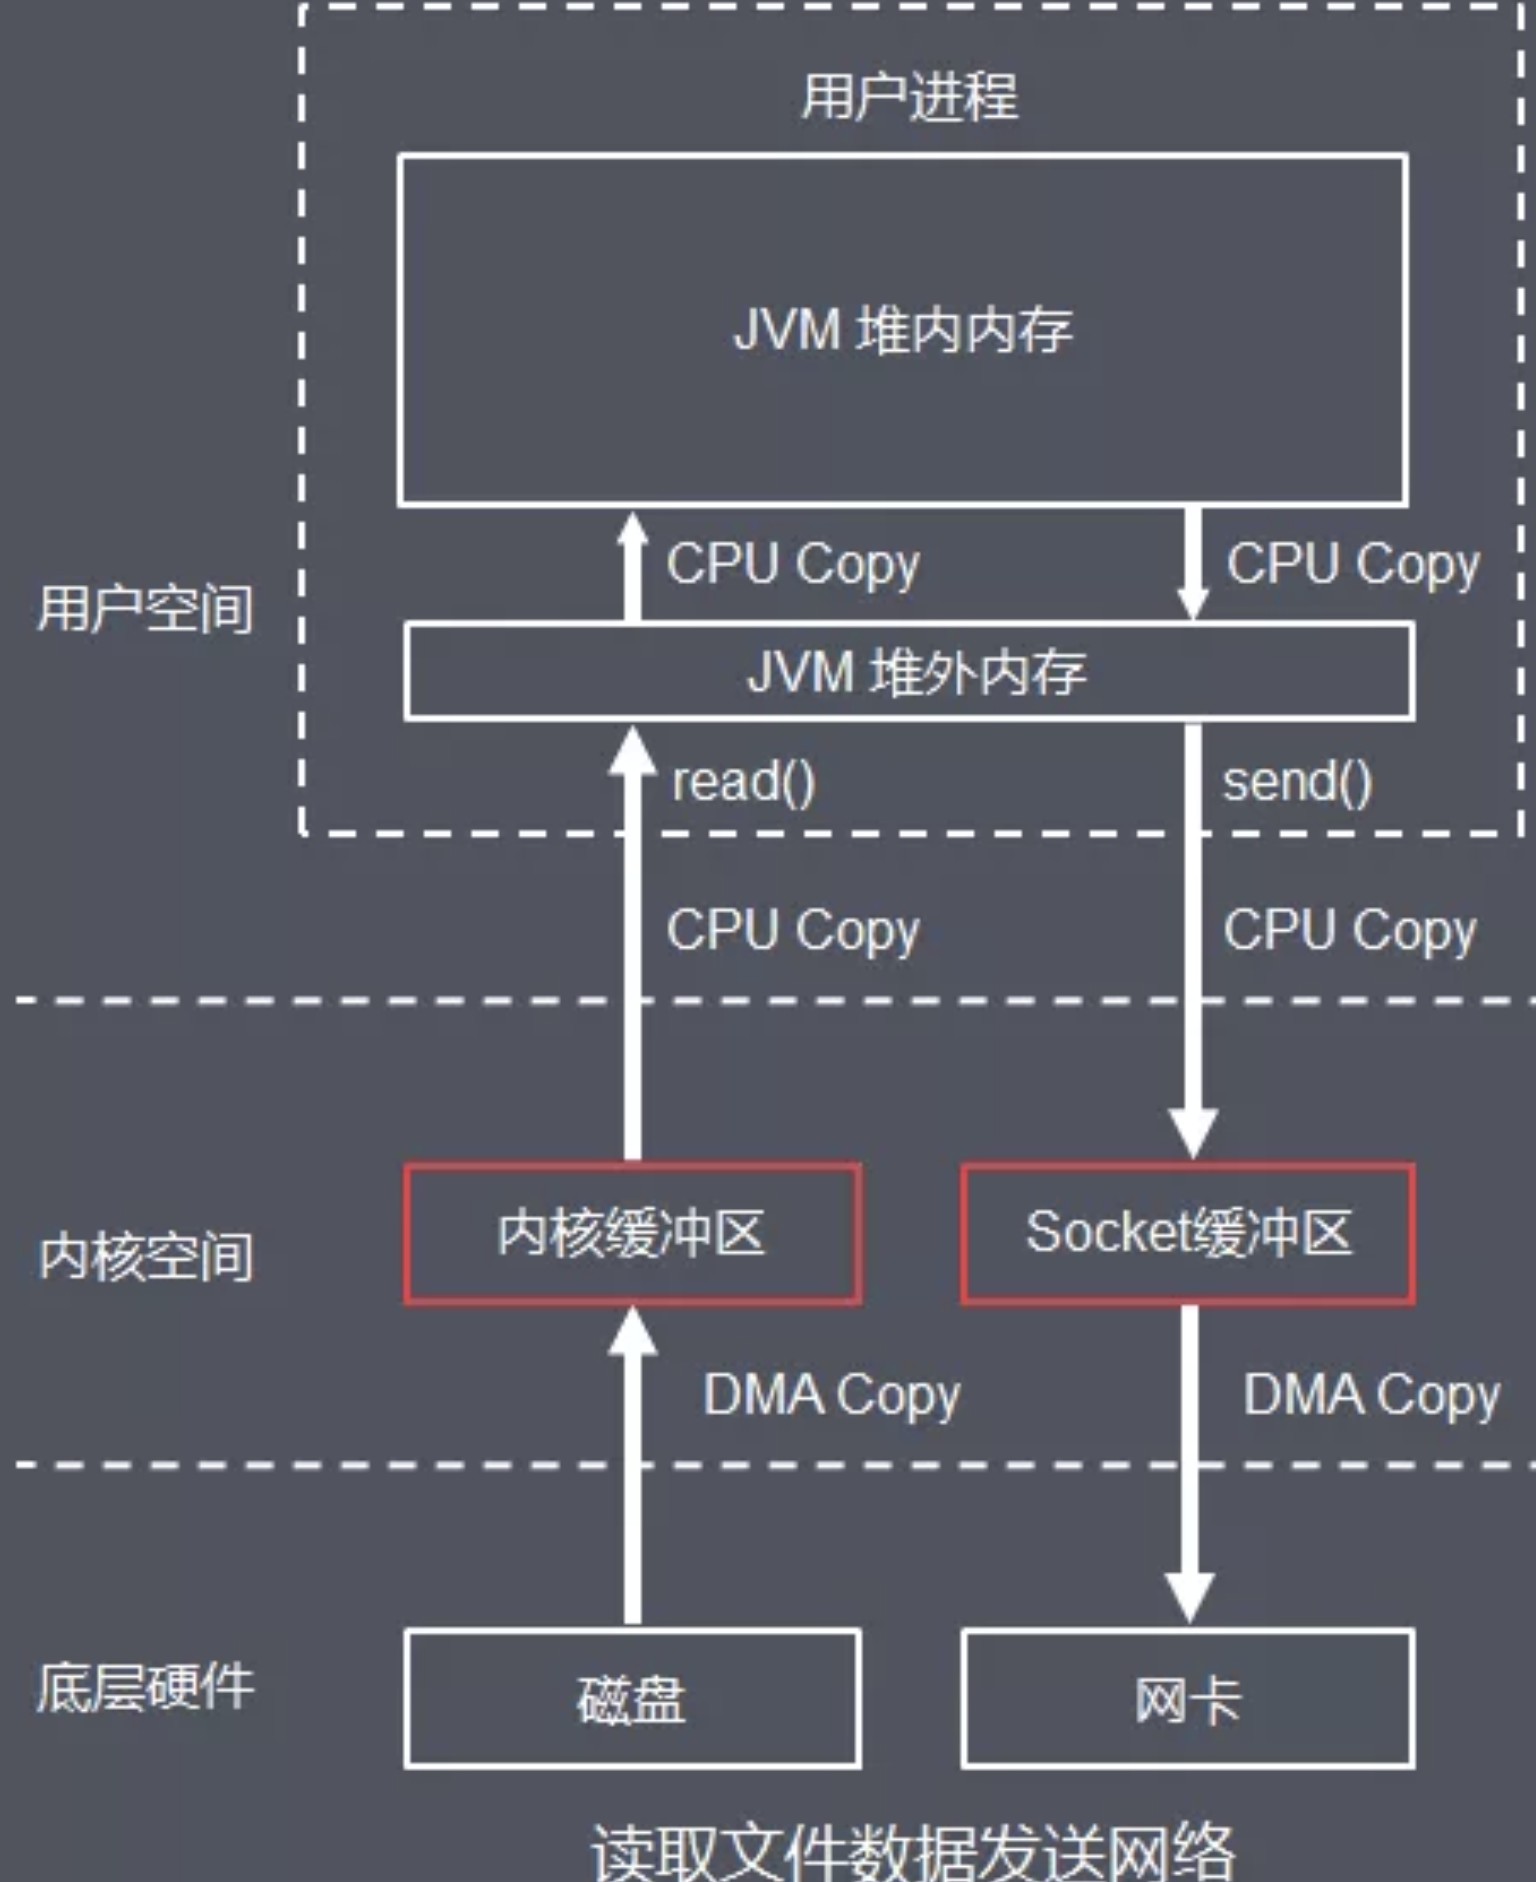 用户进程
JVM 堆内内存
CPU Copy
CPU Copy
用户空间
JVM 堆外内存
read()
send()
CPU Copy
CPU Copy
内核空间
内核缓冲区
Socket缓冲区
DMA Copy
DMA Copy
底层硬件
磁盘
网卡
读取文件数据发送网络